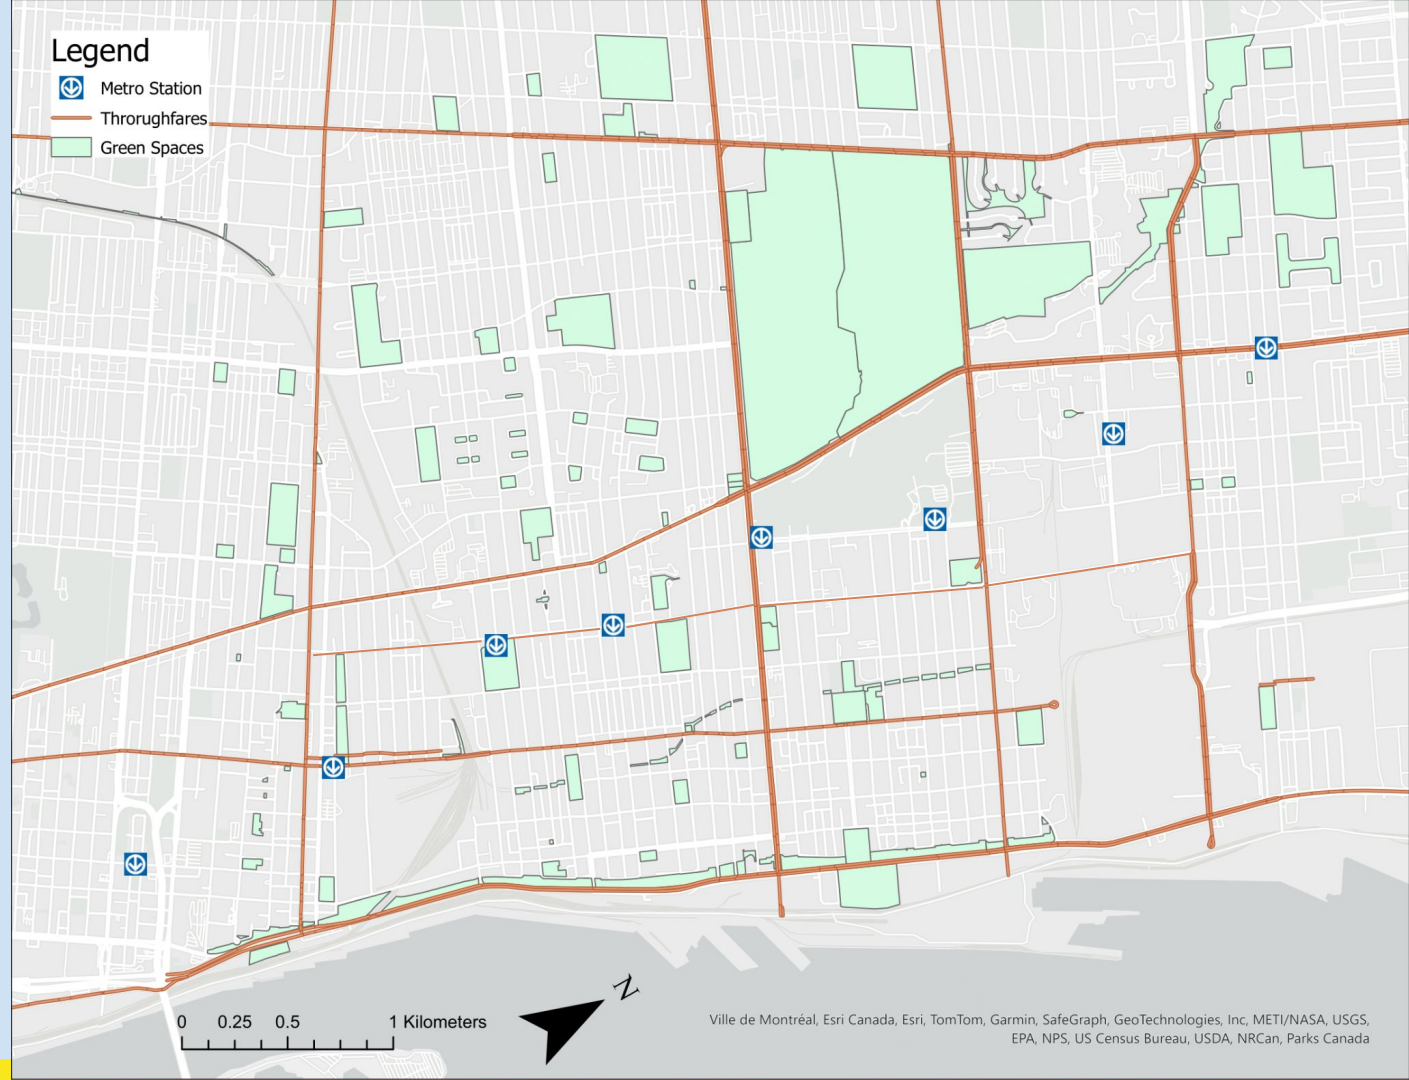 Legend
Metro Station
Throrughfares
Green Spaces
N
0 0.25 0.5 1 Kilometers
Ville de Montréal, Esri Canada, Esri, TomTom, Garmin, SafeGraph, GeoTechnologies, Inc, METI/NASA, USGS,
EPA, NPS, US Census Bureau, USDA, NRCan, Parks Canada